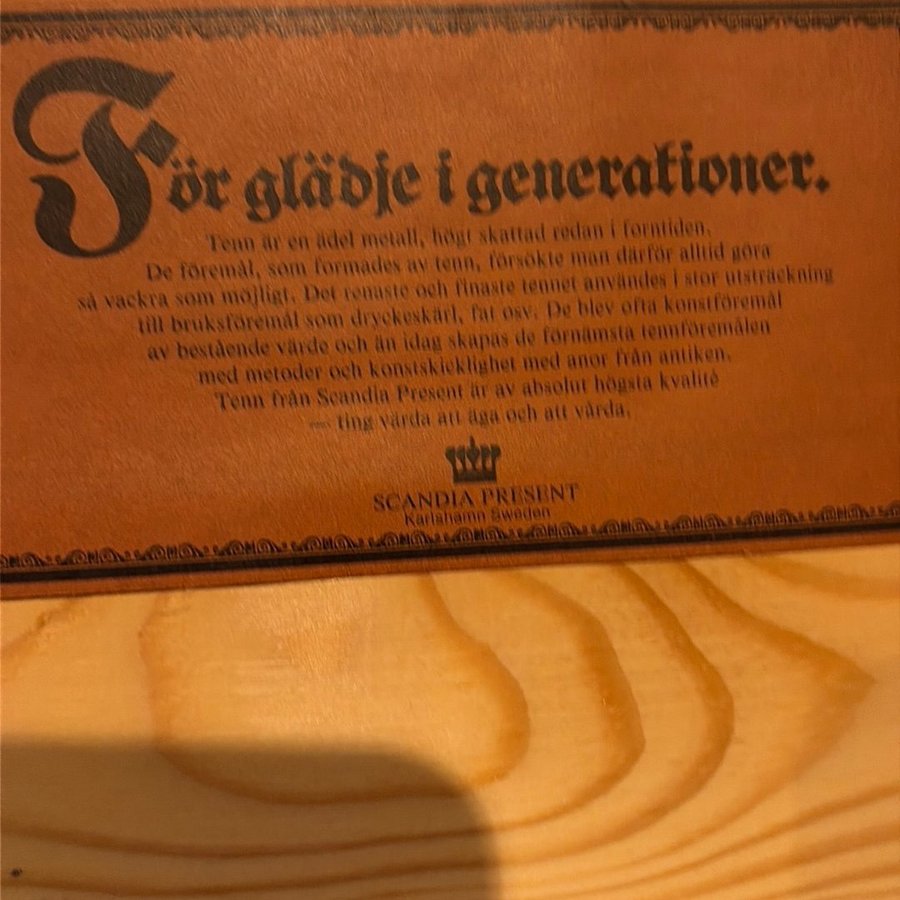 För glädje i generationer.
Tenn är en ädel metall, högt skattad redan i forntiden.
De föremål, som formades av tenn, försökte man därför alltid göra
så vackra som möjligt. Det renaste och finaste tennet användes i stor utsträckning
till bruksföremål som dryckeskärl, fat osv. De blev ofta konstföremål
av bestående värde och än idag skapas de förnämsta tennföremålen
med metoder och konstskicklighet med anor från antiken.
Tenn från Scandia Present är av absolut högsta kvalité
— ting värda att äga och att vårda.
SCANDIA PRESENT
Karlshamn Sweden